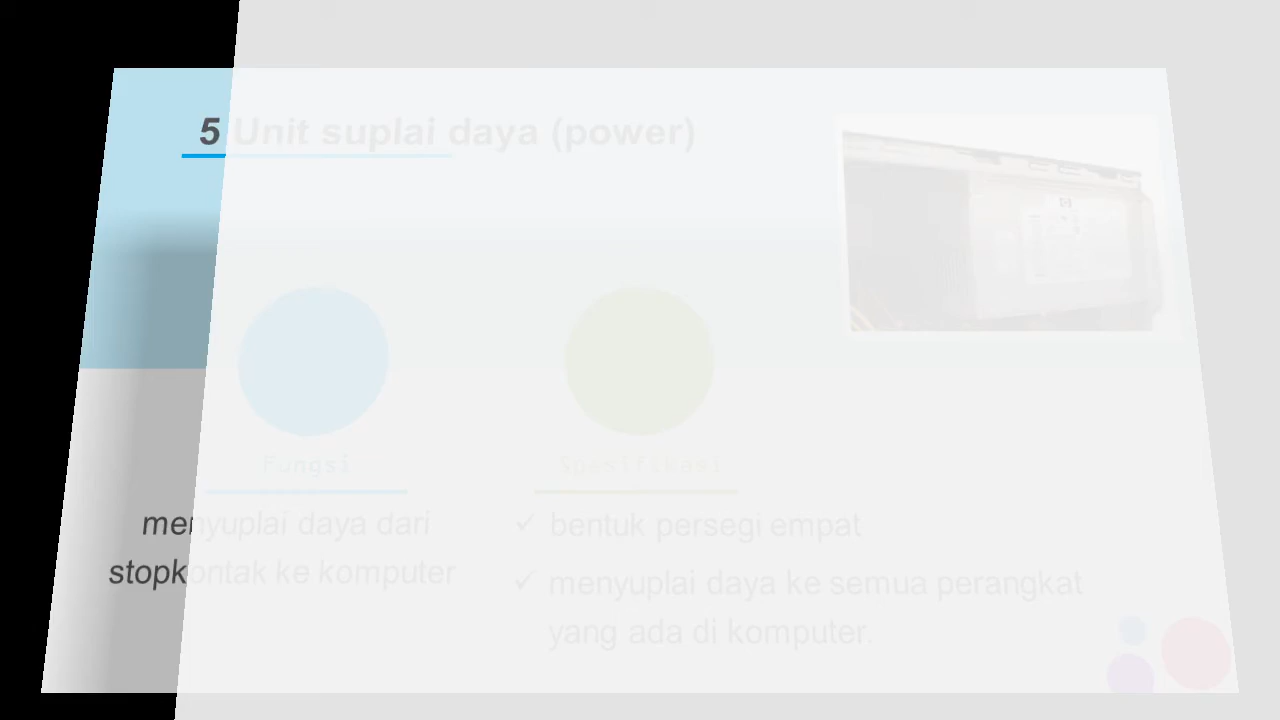 5 Unit suplai daya (power)
Fungsi
menyuplai daya dari
stopkontak ke komputer
Spesifikasi
✓ bentuk persegi empat
✓ menyuplai daya ke semua perangkat
yang ada di komputer.